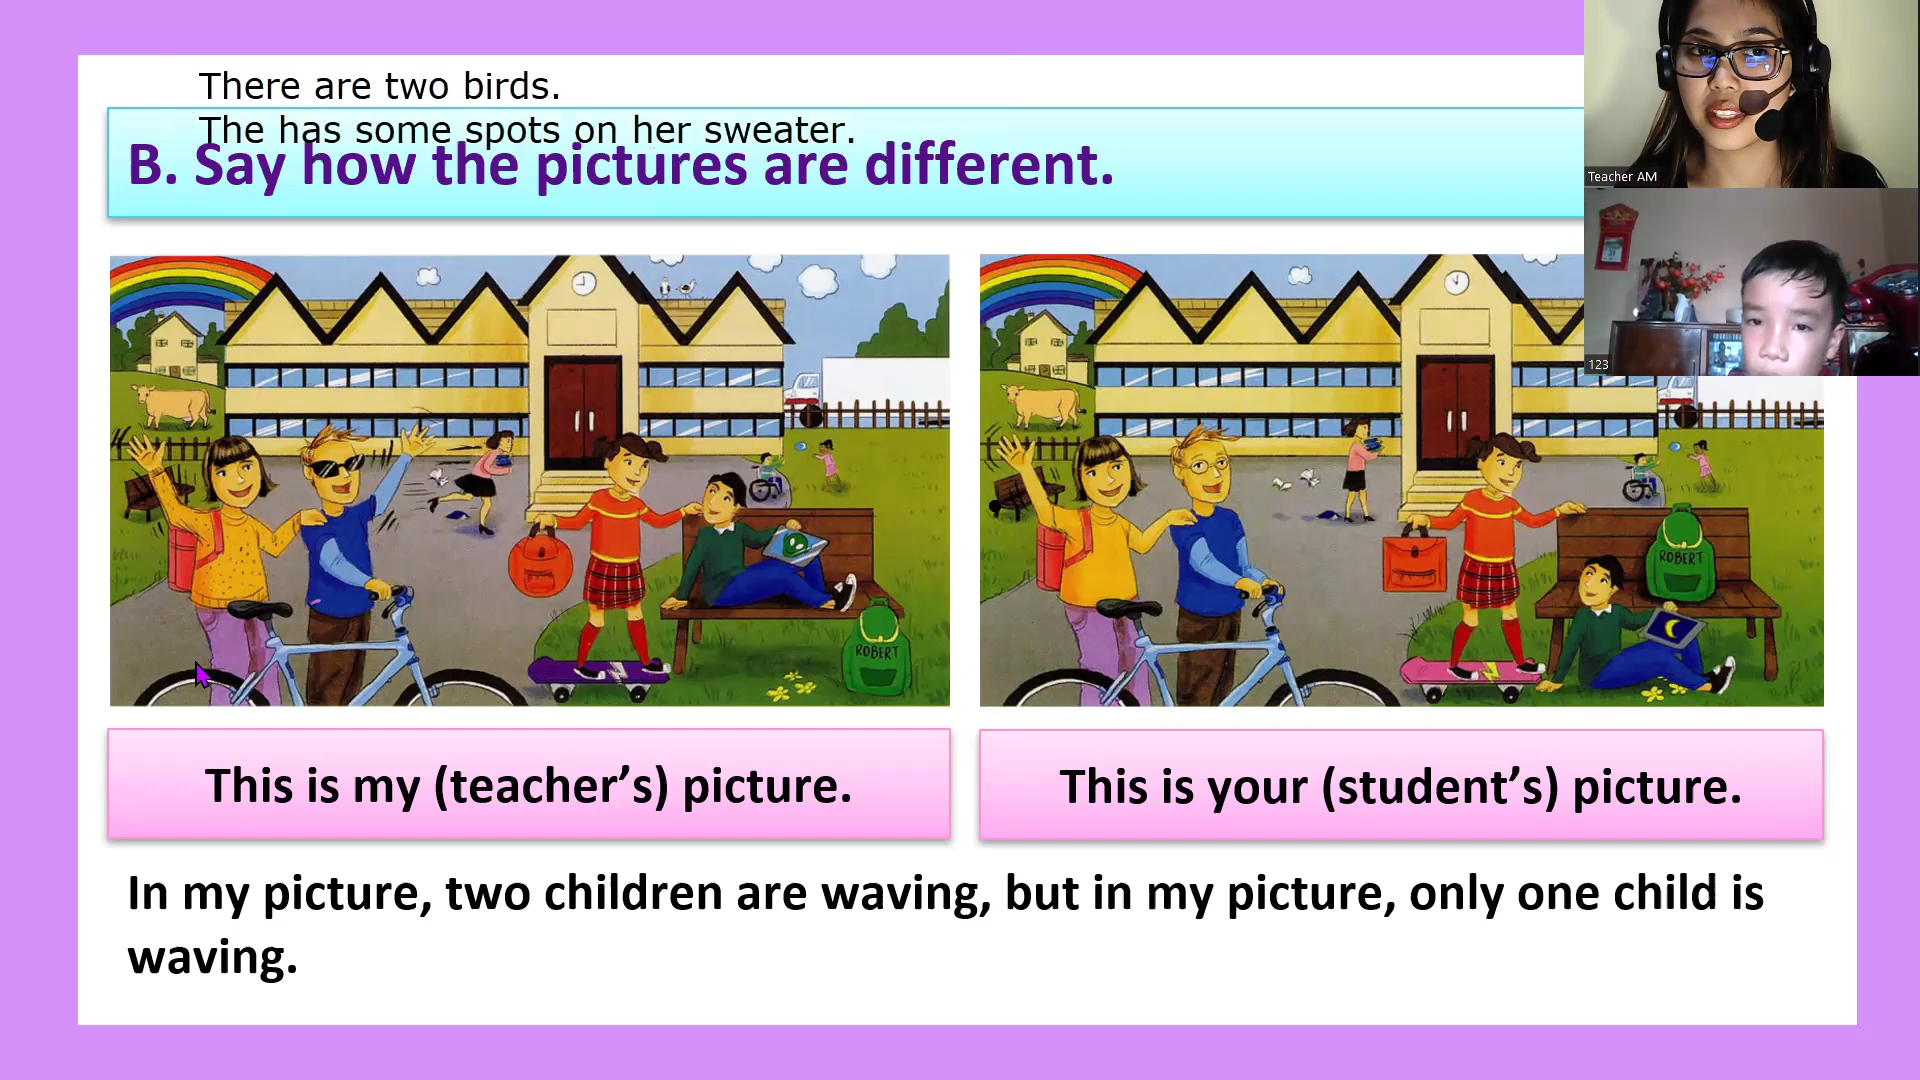 There are two birds.
The has some spots on her sweater.
B. Say how the pictures are different.
Teacher AM
123
ROBERT
ROBERT
This is my (teacher's) picture.
This is your (student's) picture.
In my picture, two children are waving, but in my picture, only one child is
waving.